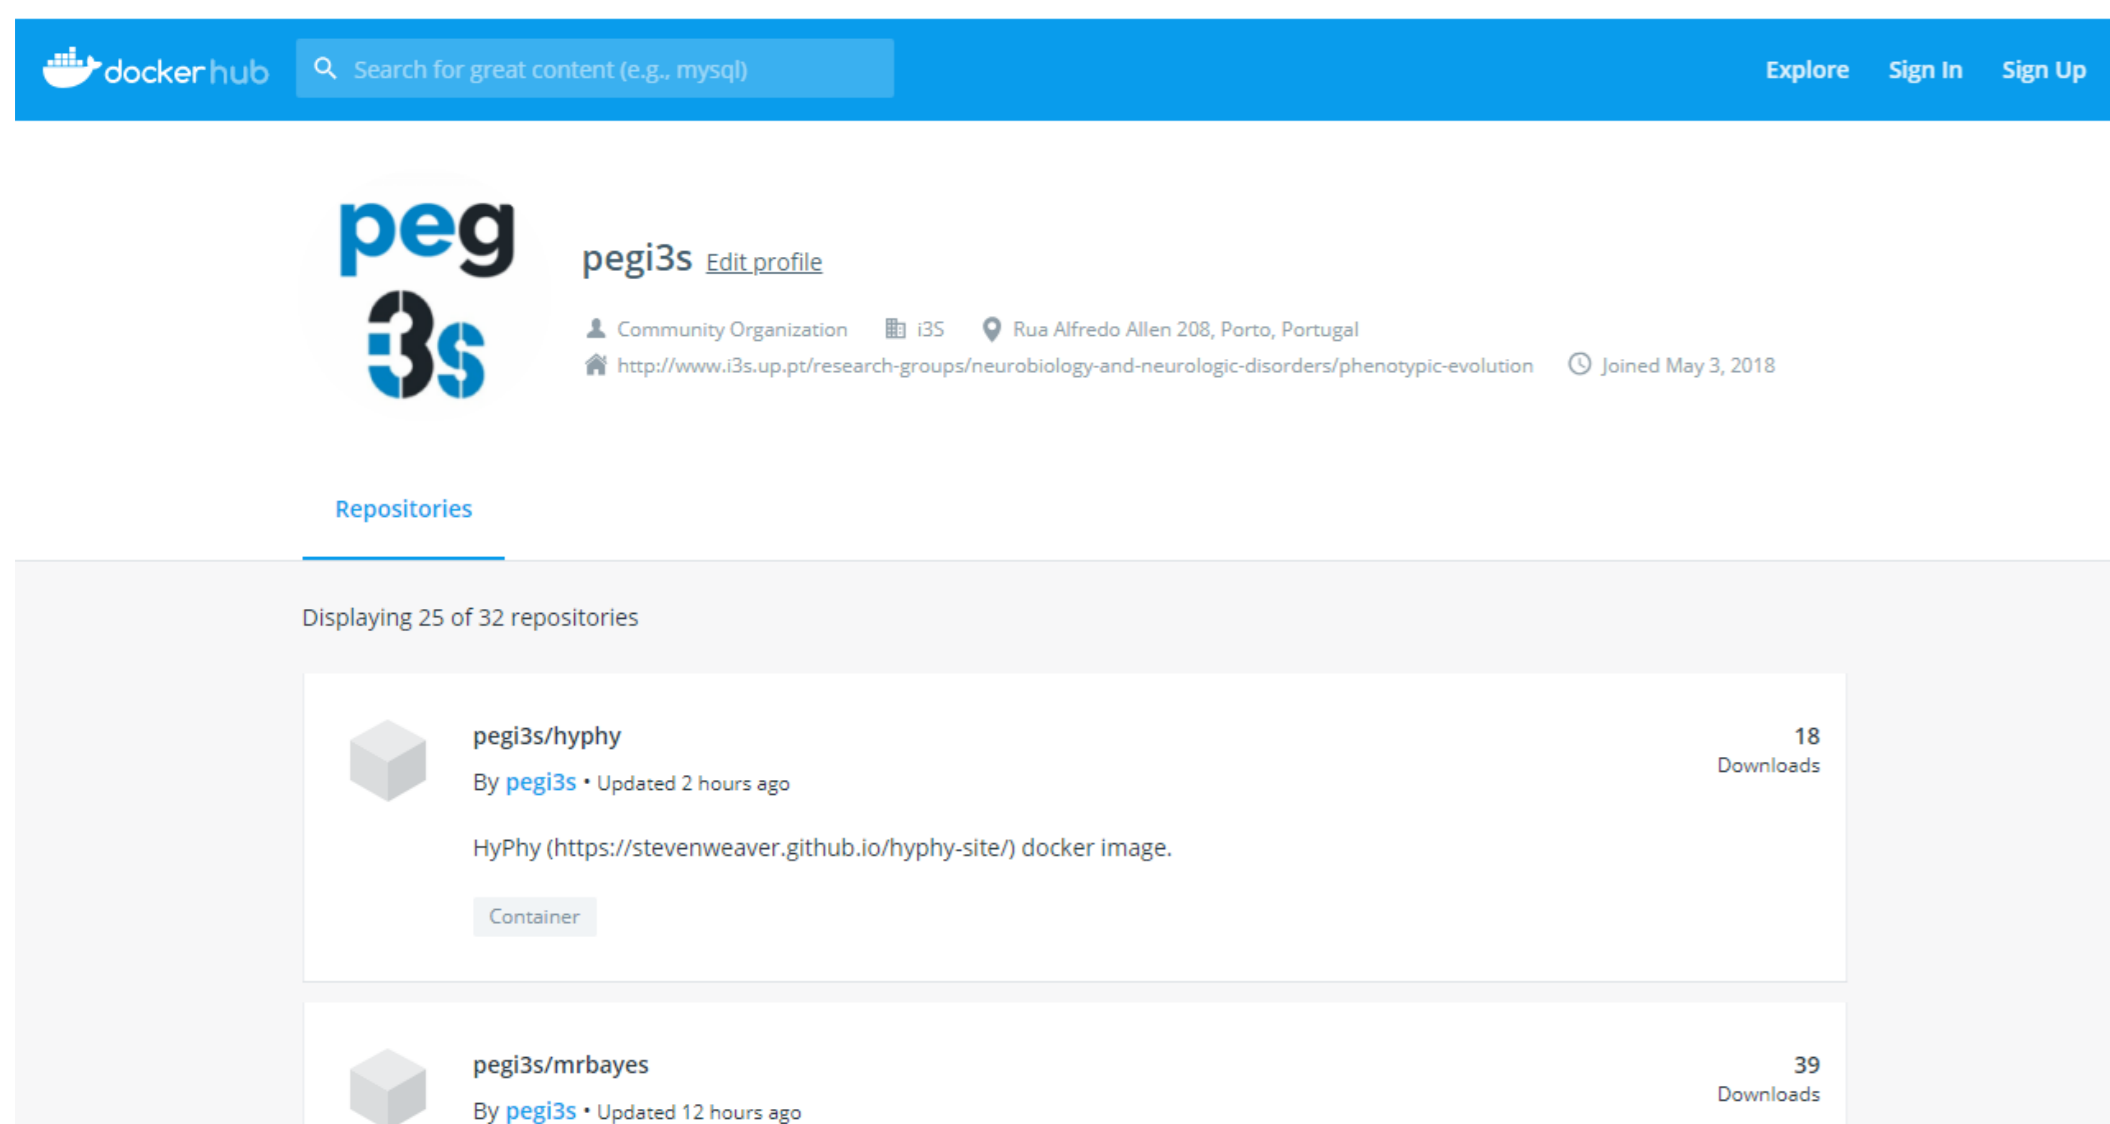 docker hub
Search for great content (e.g., mysql)
Explore Sign In Sign Up
peg
i3s
pegi3s Edit profile
Community Organization i3S Rua Alfredo Allen 208, Porto, Portugal
http://www.i3s.up.pt/research-groups/neurobiology-and-neurologic-disorders/phenotypic-evolution Joined May 3, 2018
Repositories
Displaying 25 of 32 repositories
pegi3s/hyphy
18
Downloads
By pegi3s • Updated 2 hours ago
HyPhy (https://stevenweaver.github.io/hyphy-site/) docker image.
Container
pegi3s/mrbayes
39
Downloads
By pegi3s • Updated 12 hours ago